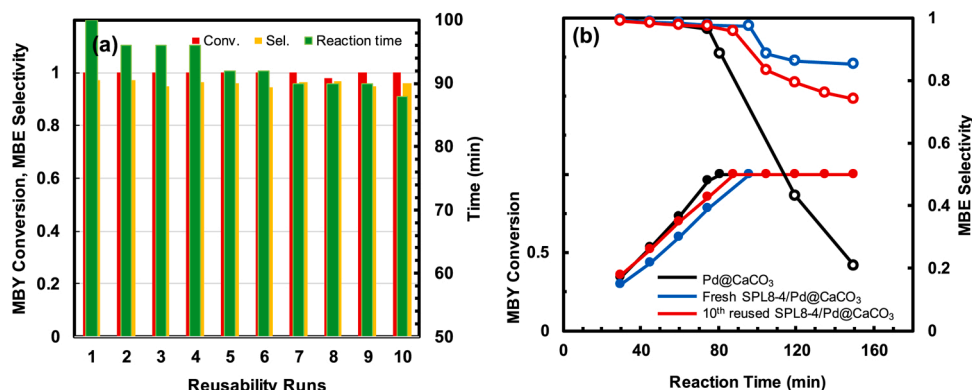 (a)
Conv. Sel. Reaction time
MBY Conversion, MBE Selectivity
1
0.8
0.6
0.4
0.2
0
100
90
80
70
60
50
Time (min)
1 2 3 4 5 6 7 8 9 10
Reusability Runs
(b)
MBY Conversion
0.5
0
1
0.8
0.6
0.4
0.2
0
MBE Selectivity
Pd@CaCO₃
Fresh SPL8-4/Pd@CaCO₃
10ᵗʰ reused SPL8-4/Pd@CaCO₃
0 40 80 120 160
Reaction Time (min)